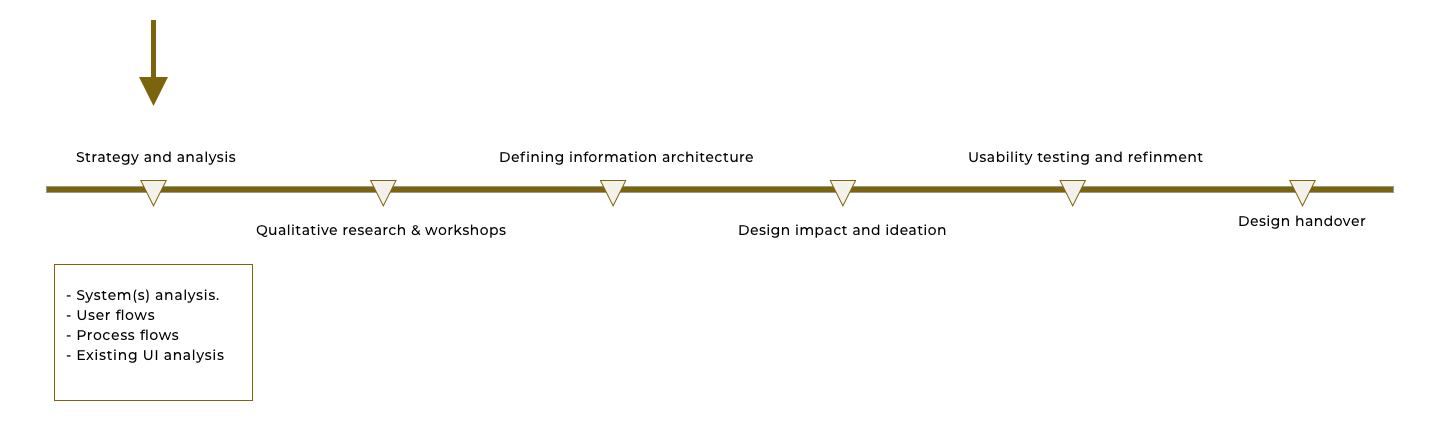 Strategy and analysis
Defining information architecture
Usability testing and refinment
Qualitative research & workshops
Design impact and ideation
Design handover
- System(s) analysis.
- User flows
- Process flows
- Existing UI analysis